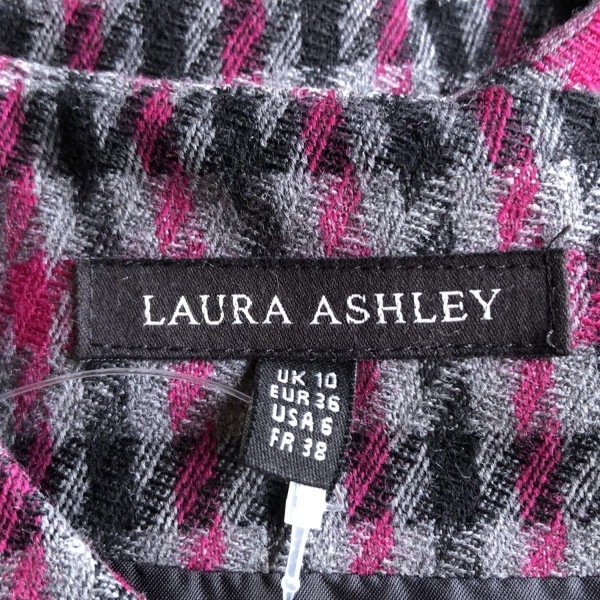 LAURA ASHLEY
UK 10
EUR 36
USA 6
FR 38